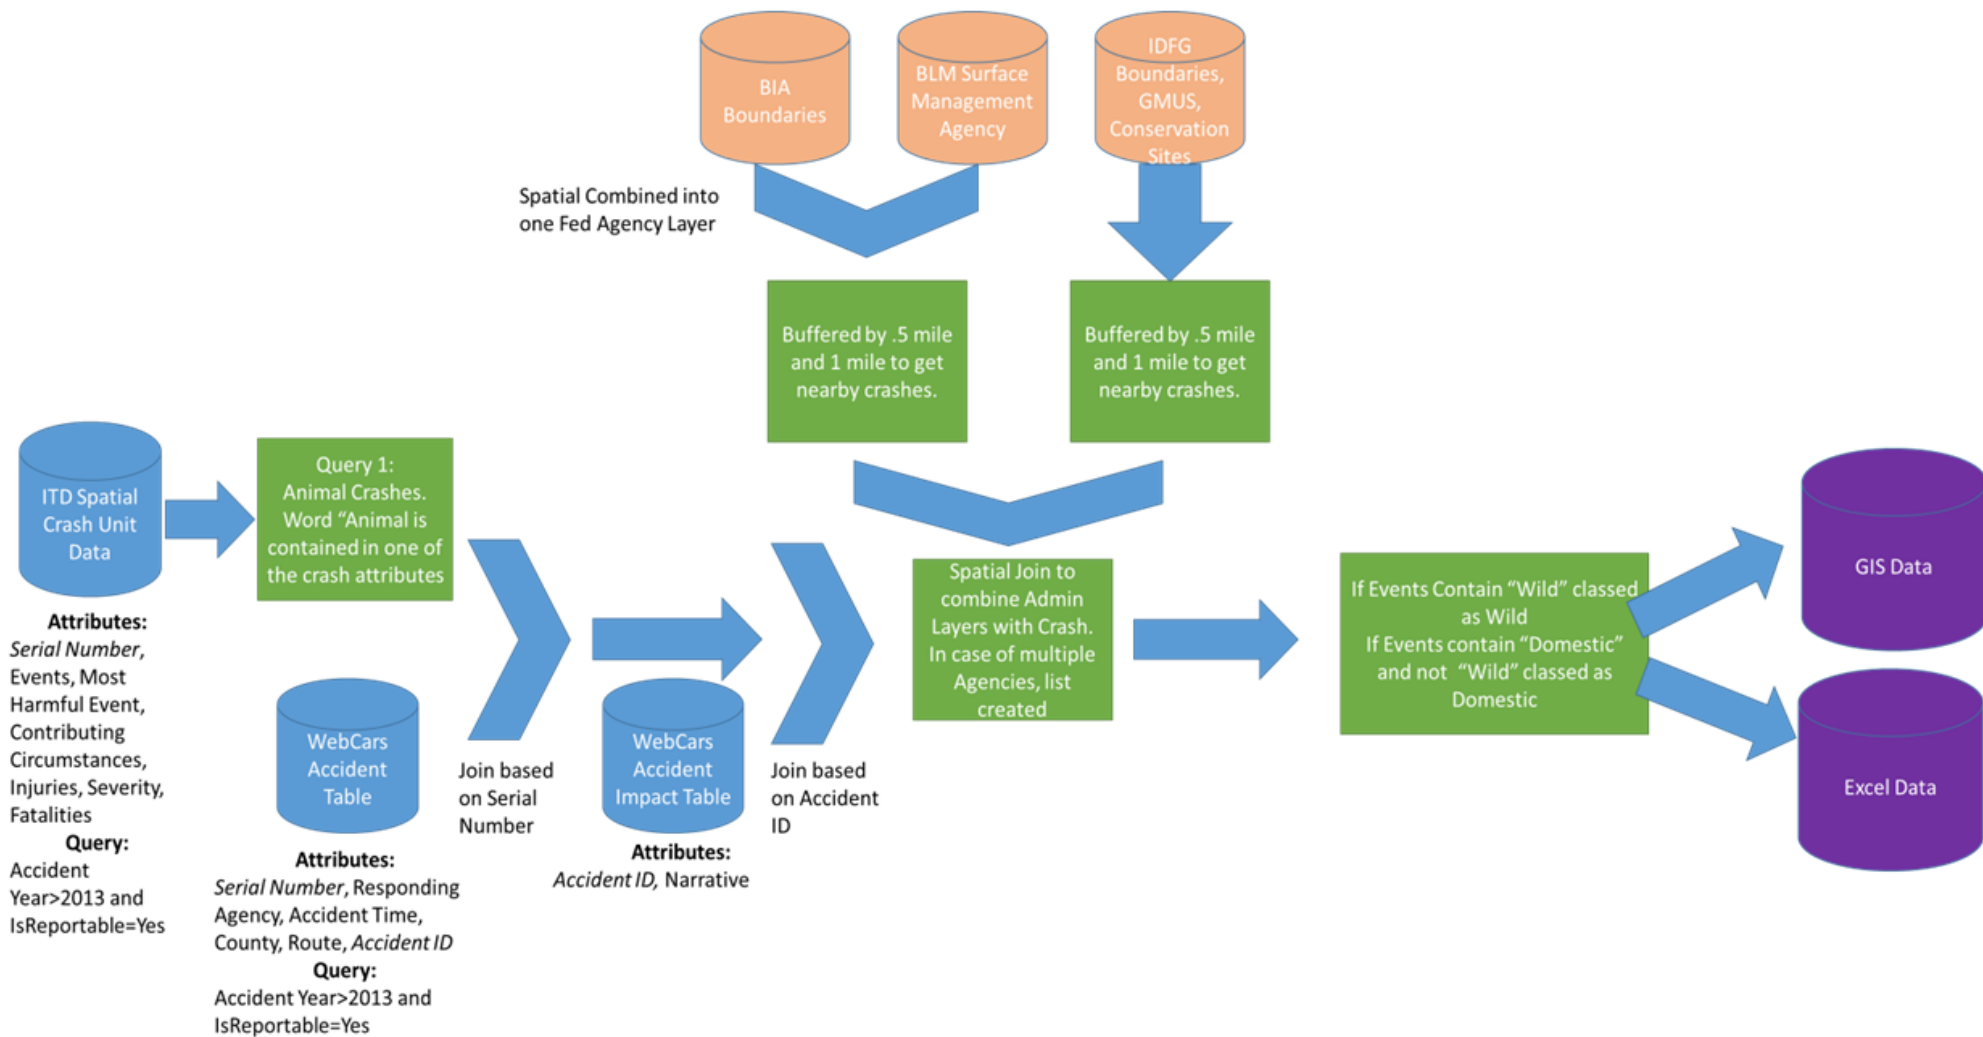 BIA
Boundaries
BLM Surface
Management
Agency
IDFG
Boundaries,
GMUS,
Conservation
Sites
Spatial Combined into
one Fed Agency Layer
Buffered by .5 mile
and 1 mile to get
nearby crashes.
Buffered by .5 mile
and 1 mile to get
nearby crashes.
ITD Spatial
Crash Unit
Data
Attributes:
Serial Number,
Events, Most
Harmful Event,
Contributing
Circumstances,
Injuries, Severity,
Fatalities
Query:
Accident
Year>2013 and
IsReportable=Yes
Query 1:
Animal Crashes.
Word “Animal is
contained in one of
the crash attributes
WebCars
Accident
Table
Attributes:
Serial Number, Responding
Agency, Accident Time,
County, Route, Accident ID
Query:
Accident Year>2013 and
IsReportable=Yes
Join based
on Serial
Number
WebCars
Accident
Impact Table
Attributes:
Accident ID, Narrative
Join based
on Accident
ID
Spatial Join to
combine Admin
Layers with Crash.
In case of multiple
Agencies, list
created
If Events Contain “Wild” classed
as Wild
If Events contain “Domestic”
and not “Wild” classed as
Domestic
GIS Data
Excel Data